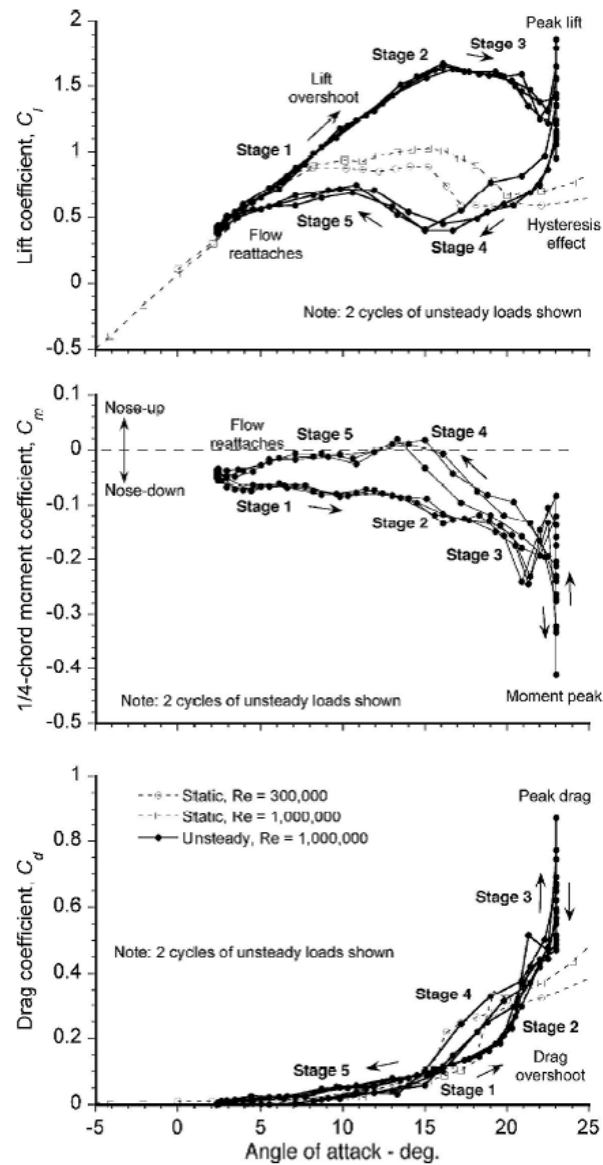 Peak lift
2
Stage 2
Stage 3
Lift
overshoot
1.5
Stage 1
1
0.5
Stage 5
Flow
reattaches
Stage 4
Hysteresis
effect
0
Note: 2 cycles of unsteady loads shown
-0.5
Lift coefficient, C_l
0.1
Nose-up
Flow
reattaches
Stage 5
Stage 4
0
Nose-down
-0.1
Stage 1
Stage 2
Stage 3
-0.2
-0.3
-0.4
Note: 2 cycles of unsteady loads shown
Moment peak
-0.5
1/4-chord moment coefficient, C_m
1
Static, Re = 300,000
Static, Re = 1,000,000
Unsteady, Re = 1,000,000
Peak drag
0.8
0.6
Stage 3
Note: 2 cycles of unsteady loads shown
0.4
Stage 4
Stage 2
0.2
Stage 5
Stage 1
Drag
overshoot
0
Drag coefficient, C_d
-5
0
5
10
15
20
25
Angle of attack - deg.